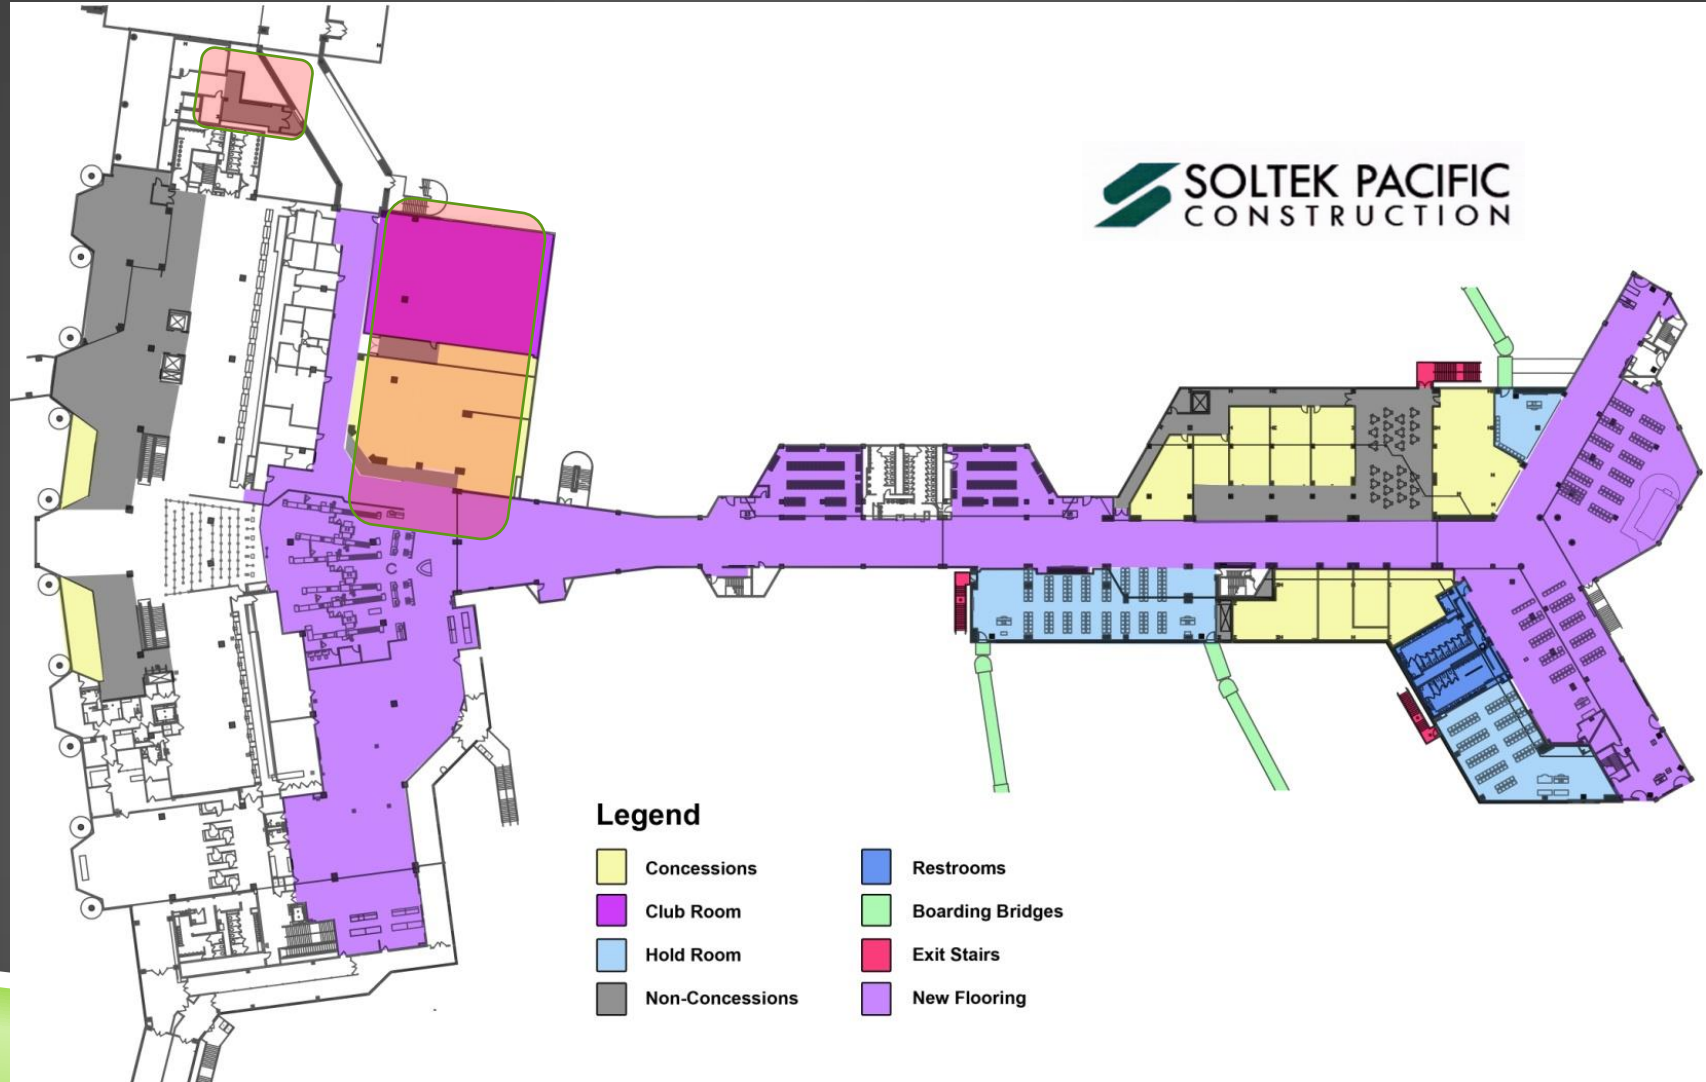 SOLTEK PACIFIC
CONSTRUCTION
Legend
Concessions
Club Room
Hold Room
Non-Concessions
Restrooms
Boarding Bridges
Exit Stairs
New Flooring